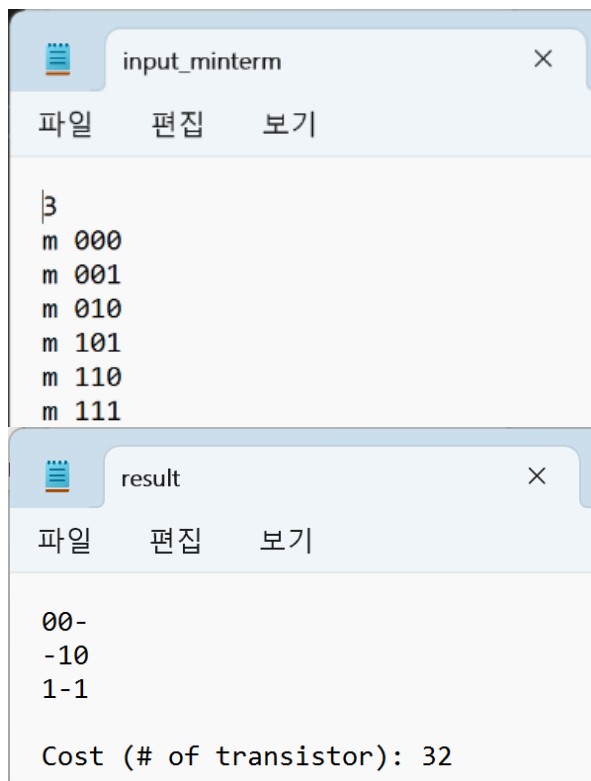 input_minterm
파일 편집 보기
3
m 000
m 001
m 010
m 101
m 110
m 111
result
파일 편집 보기
00-
-10
1-1
Cost (# of transistor): 32